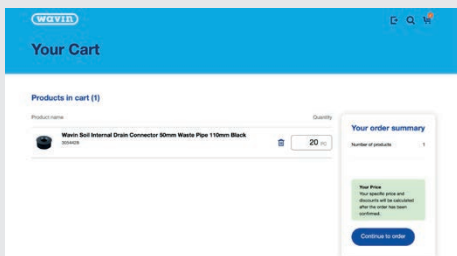 wavin
Your Cart
Products in cart (1)
Product name
Quantity
Wavin Soil Internal Drain Connector 50mm Waste Pipe 110mm Black
20
Your order summary
Number of products 1
Your Price
Your specific price and
discounts will be calculated
after the order has been
confirmed.
Continue to order